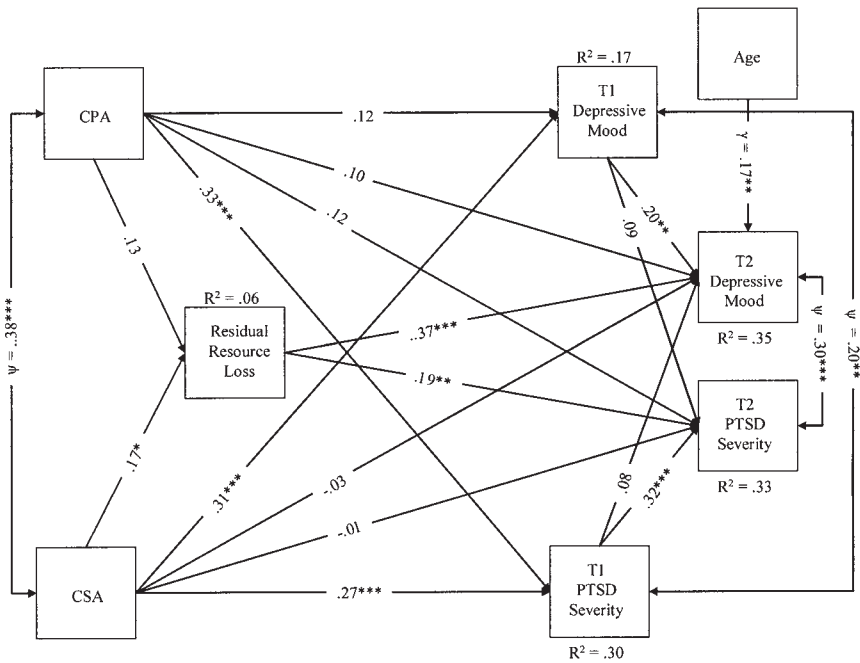 R² = .17
Age
CPA
T1
Depressive
Mood
.12
γ = .17**
.10
.33***
.12
.20**
.09
.13
T2
Depressive
Mood
R² = .06
Residual
Resource
Loss
ψ = .38***
.37***
R² = .35
ψ = .30***
ψ = .20**
.19**
T2
PTSD
Severity
.17*
.31***
-.03
.08
.32***
R² = .33
-.01
CSA
.27***
T1
PTSD
Severity
R² = .30